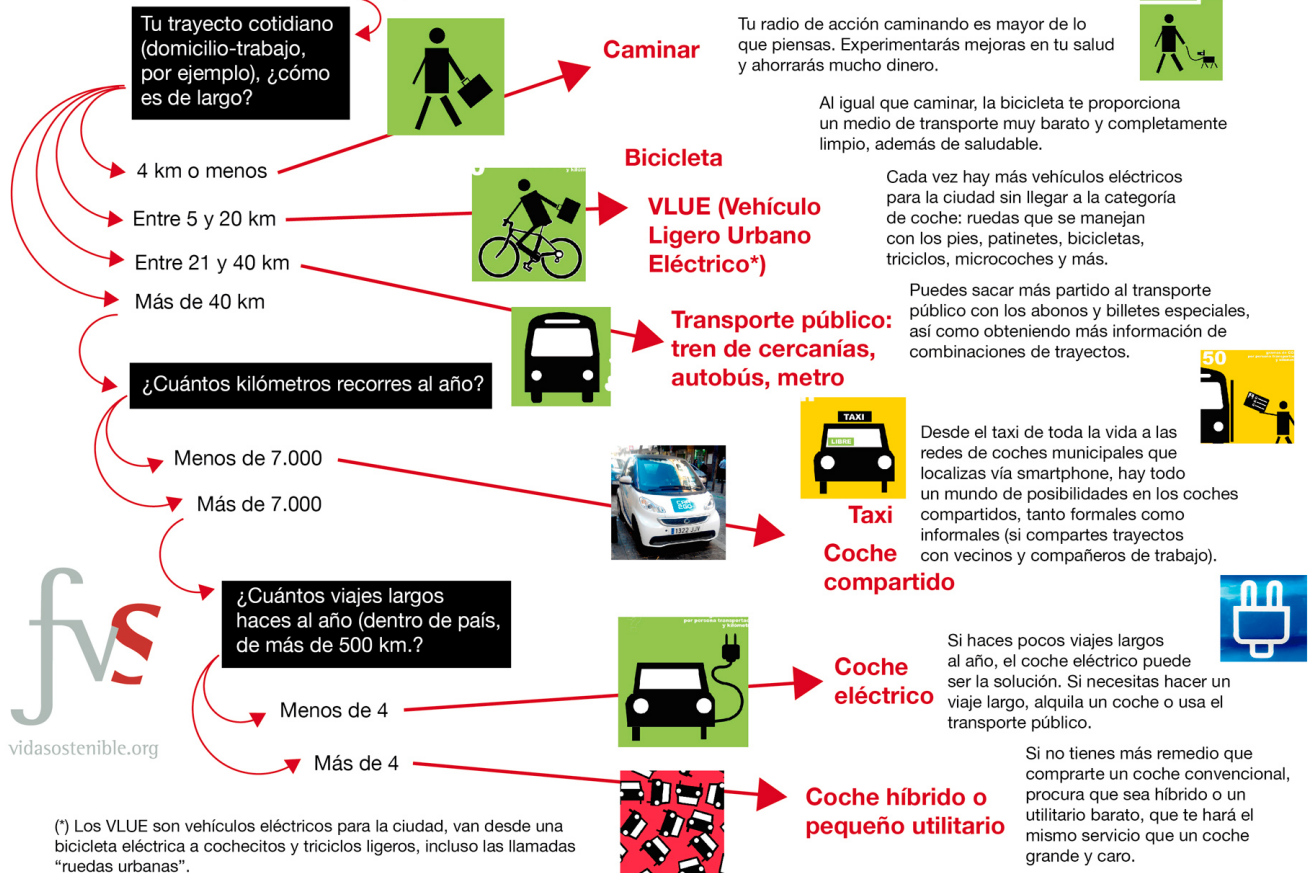 Tu trayecto cotidiano
(domicilio-trabajo,
por ejemplo), ¿cómo
es de largo?
4 km o menos
Entre 5 y 20 km
Entre 21 y 40 km
Más de 40 km
Caminar
Tu radio de acción caminando es mayor de lo
que piensas. Experimentarás mejoras en tu salud
y ahorrarás mucho dinero.
Bicicleta
Al igual que caminar, la bicicleta te proporciona
un medio de transporte muy barato y completamente
limpio, además de saludable.
VLUE (Vehículo
Ligero Urbano
Eléctrico*)
Cada vez hay más vehículos eléctricos
para la ciudad sin llegar a la categoría
de coche: ruedas que se manejan
con los pies, patinetes, bicicletas,
triciclos, microcoches y más.
Transporte público:
tren de cercanías,
autobús, metro
Puedes sacar más partido al transporte
público con los abonos y billetes especiales,
así como obteniendo más información de
combinaciones de trayectos.
50
¿Cuántos kilómetros recorres al año?
Menos de 7.000
Más de 7.000
TAXI
LIBRE
Taxi
Coche
compartido
Desde el taxi de toda la vida a las
redes de coches municipales que
localizas vía smartphone, hay todo
un mundo de posibilidades en los coches
compartidos, tanto formales como
informales (si compartes trayectos
con vecinos y compañeros de trabajo).
¿Cuántos viajes largos
haces al año (dentro de país,
de más de 500 km.?
Menos de 4
Más de 4
por persona transportada
y kilómetro
Coche
eléctrico
Si haces pocos viajes largos
al año, el coche eléctrico puede
ser la solución. Si necesitas hacer un
viaje largo, alquila un coche o usa el
transporte público.
Coche híbrido o
pequeño utilitario
Si no tienes más remedio que
comprarte un coche convencional,
procura que sea híbrido o un
utilitario barato, que te hará el
mismo servicio que un coche
grande y caro.
fvs
vidasostenible.org
(*) Los VLUE son vehículos eléctricos para la ciudad, van desde una
bicicleta eléctrica a cochecitos y triciclos ligeros, incluso las llamadas
“ruedas urbanas”.